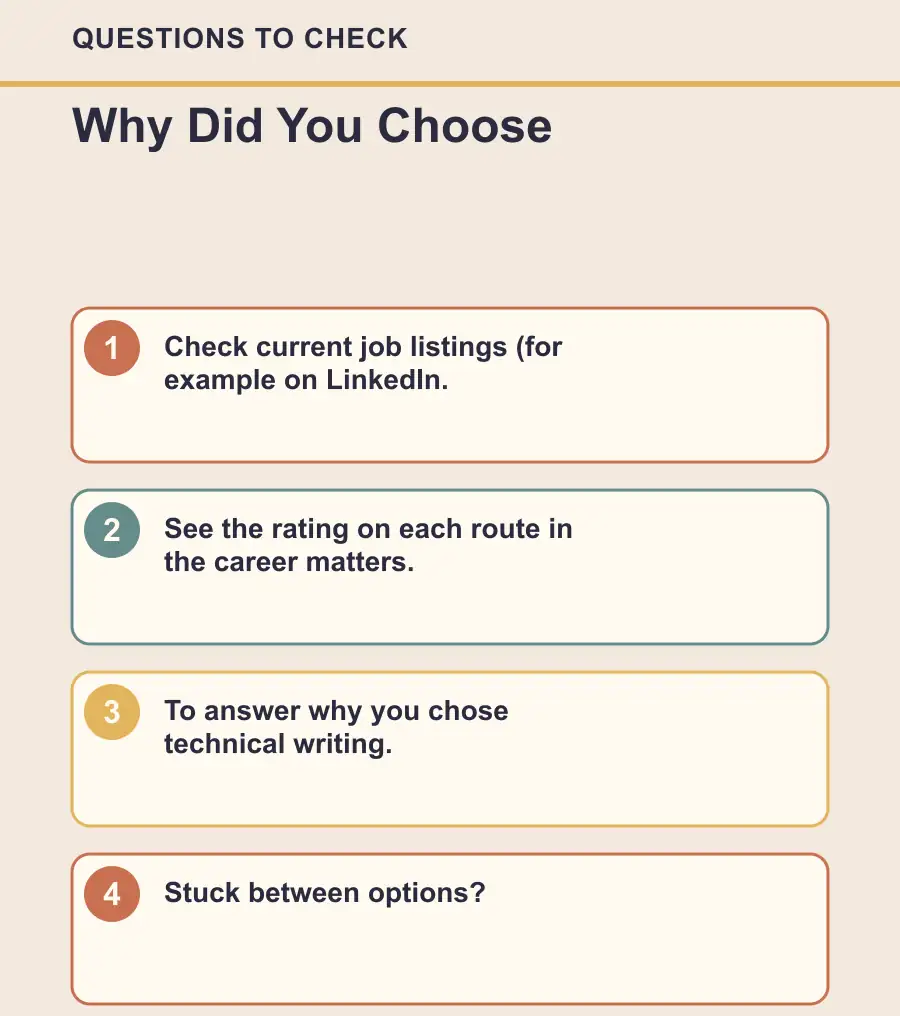 QUESTIONS TO CHECK
Why Did You Choose
1
Check current job listings (for
example on LinkedIn.
2
See the rating on each route in
the career matters.
3
To answer why you chose
technical writing.
4
Stuck between options?